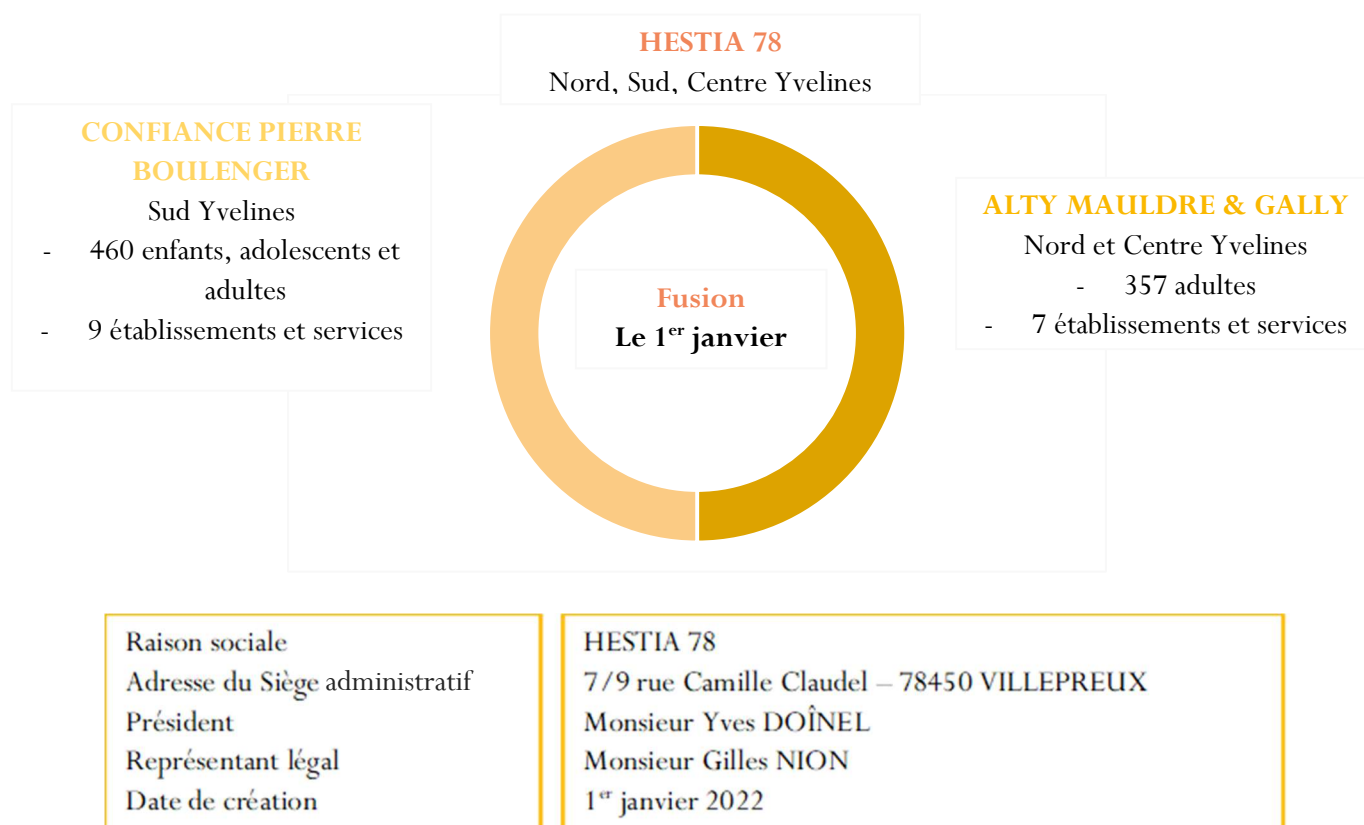 HESTIA 78
Nord, Sud, Centre Yvelines
CONFIANCE PIERRE
BOULENGER
Sud Yvelines
- 460 enfants, adolescents et
adultes
- 9 établissements et services
ALTY MAULDRE & GALLY
Nord et Centre Yvelines
- 357 adultes
- 7 établissements et services
Fusion
Le 1er janvier
Raison sociale
Adresse du Siège administratif
Président
Représentant légal
Date de création
HESTIA 78
7/9 rue Camille Claudel – 78450 VILLEPREUX
Monsieur Yves DOÎNEL
Monsieur Gilles NION
1er janvier 2022